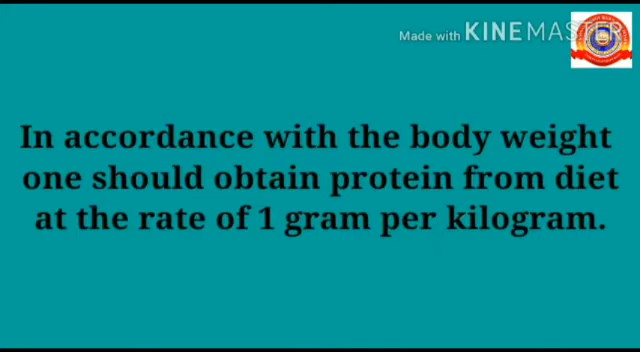 Made with KINEMASTER
In accordance with the body weight
one should obtain protein from diet
at the rate of 1 gram per kilogram.